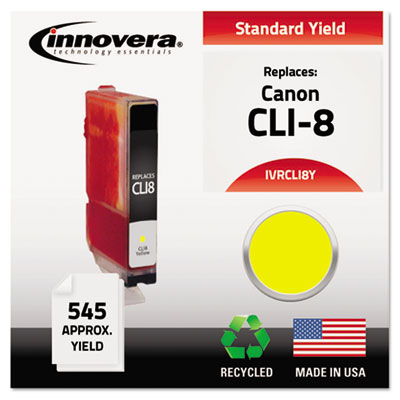 innovera®
technology essentials™
Standard Yield
Replaces:
Canon
CLI-8
IVRCLI8Y
REPLACES
CLI8
CLI8
Yellow
545
APPROX.
YIELD
RECYCLED
MADE IN USA